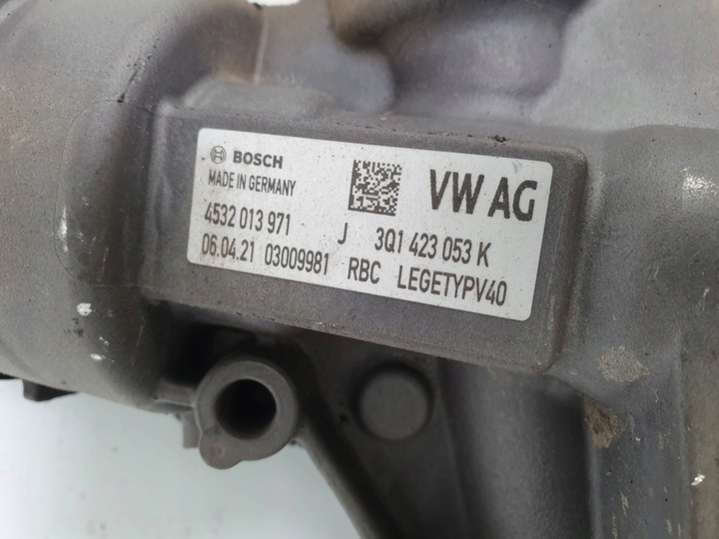 BOSCH VW AG
MADE IN GERMANY
4532 013 971 J 3Q1 423 053 K
06.04.21 03009981 RBC LEGETYPV40